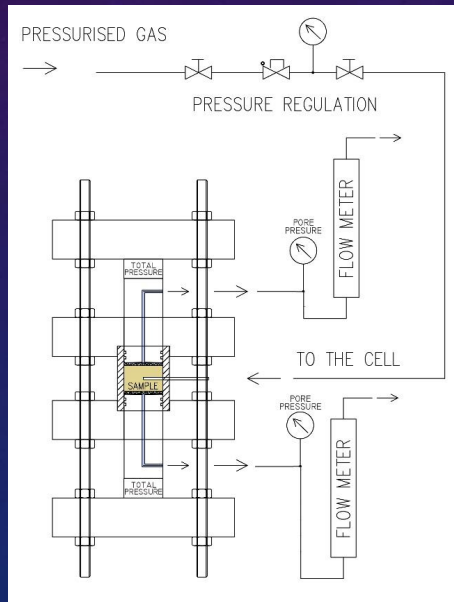 PRESSURISED GAS
PRESSURE REGULATION
PORE
PRESURE
FLOW METER
TOTAL
PRESSURE
TO THE CELL
SAMPLE
PORE
PRESSURE
FLOW METER
TOTAL
PRESSURE